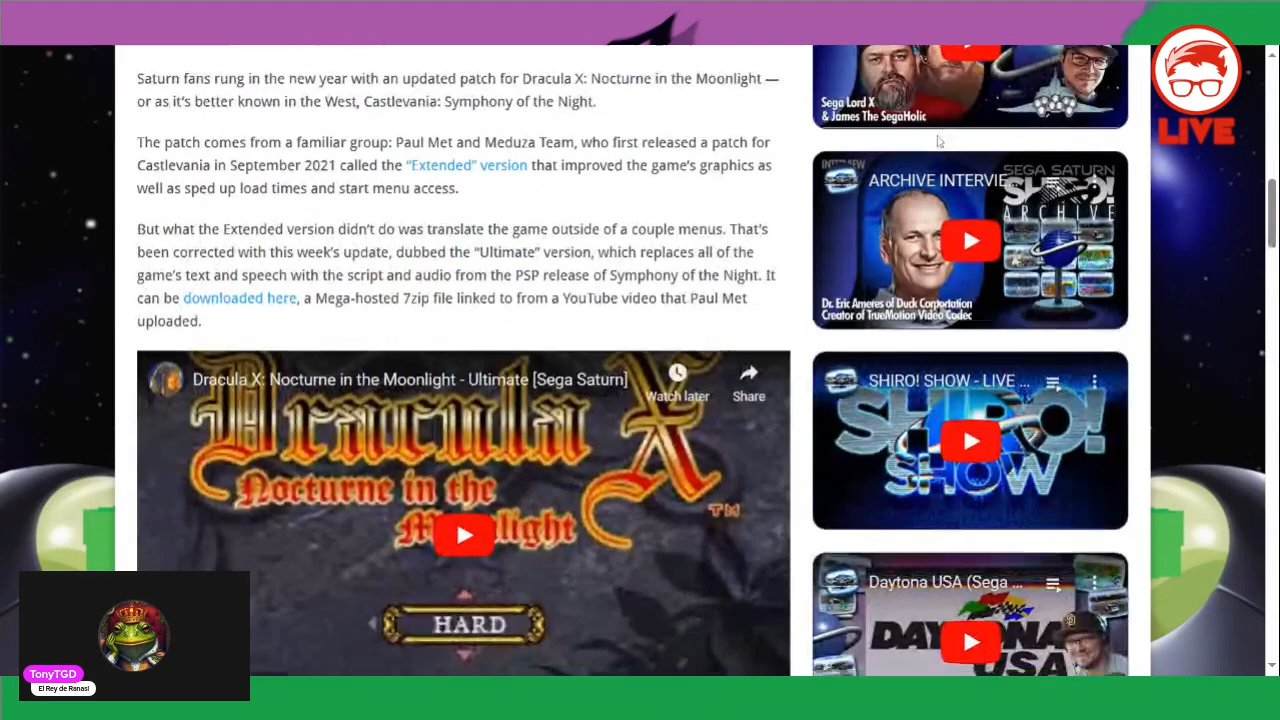 Saturn fans rung in the new year with an updated patch for Dracula X: Nocturne in the Moonlight —
or as it's better known in the West, Castlevania: Symphony of the Night.
The patch comes from a familiar group: Paul Met and Meduza Team, who first released a patch for
Castlevania in September 2021 called the “Extended” version that improved the game's graphics as
well as sped up load times and start menu access.
But what the Extended version didn't do was translate the game outside of a couple menus. That's
been corrected with this week's update, dubbed the “Ultimate” version, which replaces all of the
game's text and speech with the script and audio from the PSP release of Symphony of the Night. It
can be downloaded here, a Mega-hosted 7zip file linked to from a YouTube video that Paul Met
uploaded.
Dracula X: Nocturne in the Moonlight - Ultimate [Sega Saturn]
Watch later
Share
Dracula X
Nocturne in the
TM
HARD
Sega Lord X
& James The SegaHolic
INTERVIEW
ARCHIVE INTERVIE...
SEGA SATURN
SHIRO!
ARCHIVE
Dr. Eric Ameres of Duck Corportation
Creator of TrueMotion Video Codec
SHIRO! SHOW - LIVE ...
SHIRO!
SHOW
Daytona USA (Sega ...
DAYTONA
USA
LIVE
TonyTGD
El Rey de Ranas!